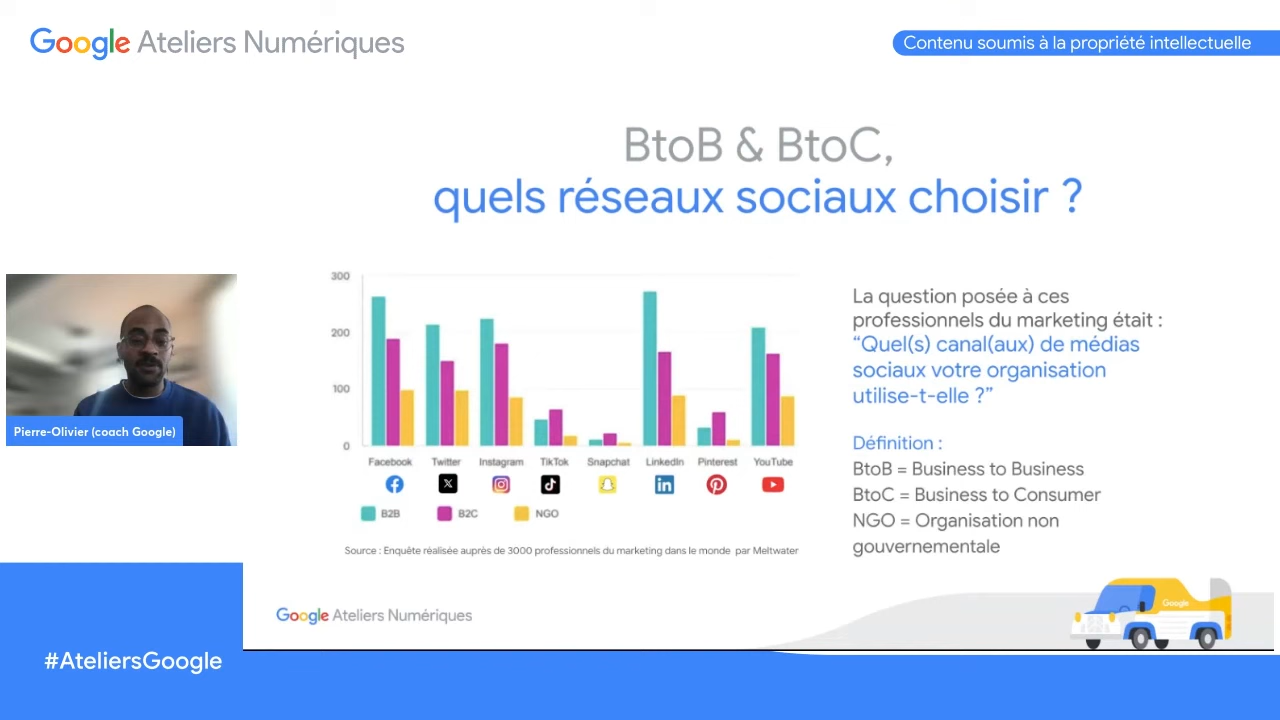 Google Ateliers Numériques
Contenu soumis à la propriété intellectuelle
BtoB & BtoC,
quels réseaux sociaux choisir ?
300
200
100
0
Facebook Twitter Instagram TikTok Snapchat LinkedIn Pinterest YouTube
B2B B2C NGO
Source : Enquête réalisée auprès de 3000 professionnels du marketing dans le monde par Meltwater
La question posée à ces
professionnels du marketing était :
“Quel(s) canal(aux) de médias
sociaux votre organisation
utilise-t-elle ?”
Définition :
BtoB = Business to Business
BtoC = Business to Consumer
NGO = Organisation non
gouvernementale
Pierre-Olivier (coach Google)
Google Ateliers Numériques
Google
#AteliersGoogle